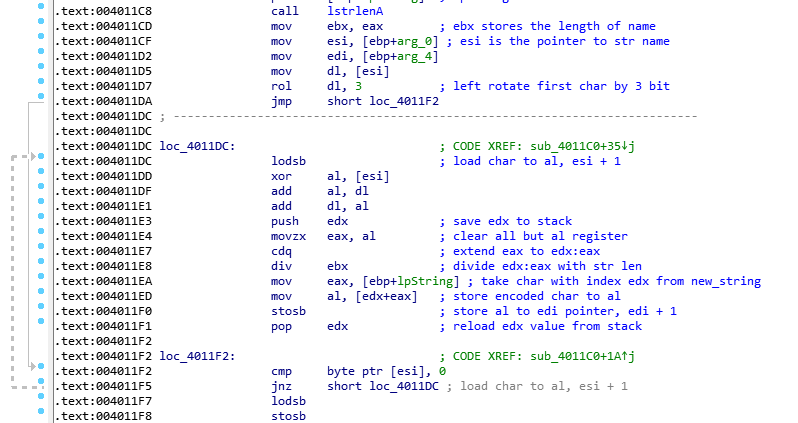 .text:004011C8 call lstrlenA
.text:004011CD mov ebx, eax ; ebx stores the length of name
.text:004011CF mov esi, [ebp+arg_0] ; esi is the pointer to str name
.text:004011D2 mov edi, [ebp+arg_4]
.text:004011D5 mov dl, [esi]
.text:004011D7 rol dl, 3 ; left rotate first char by 3 bit
.text:004011DA jmp short loc_4011F2
.text:004011DC ; ---------------------------------------------------------------------------
.text:004011DC
.text:004011DC loc_4011DC: ; CODE XREF: sub_4011C0+35↓j
.text:004011DC lodsb ; load char to al, esi + 1
.text:004011DD xor al, [esi]
.text:004011DF add al, dl
.text:004011E1 add dl, al
.text:004011E3 push edx ; save edx to stack
.text:004011E4 movzx eax, al ; clear all but al register
.text:004011E7 cdq ; extend eax to edx:eax
.text:004011E8 div ebx ; divide edx:eax with str len
.text:004011EA mov eax, [ebp+lpString] ; take char with index edx from new_string
.text:004011ED mov al, [edx+eax] ; store encoded char to al
.text:004011F0 stosb ; store al to edi pointer, edi + 1
.text:004011F1 pop edx ; reload edx value from stack
.text:004011F2
.text:004011F2 loc_4011F2: ; CODE XREF: sub_4011C0+1A↑j
.text:004011F2 cmp byte ptr [esi], 0
.text:004011F5 jnz short loc_4011DC ; load char to al, esi + 1
.text:004011F7 lodsb
.text:004011F8 stosb